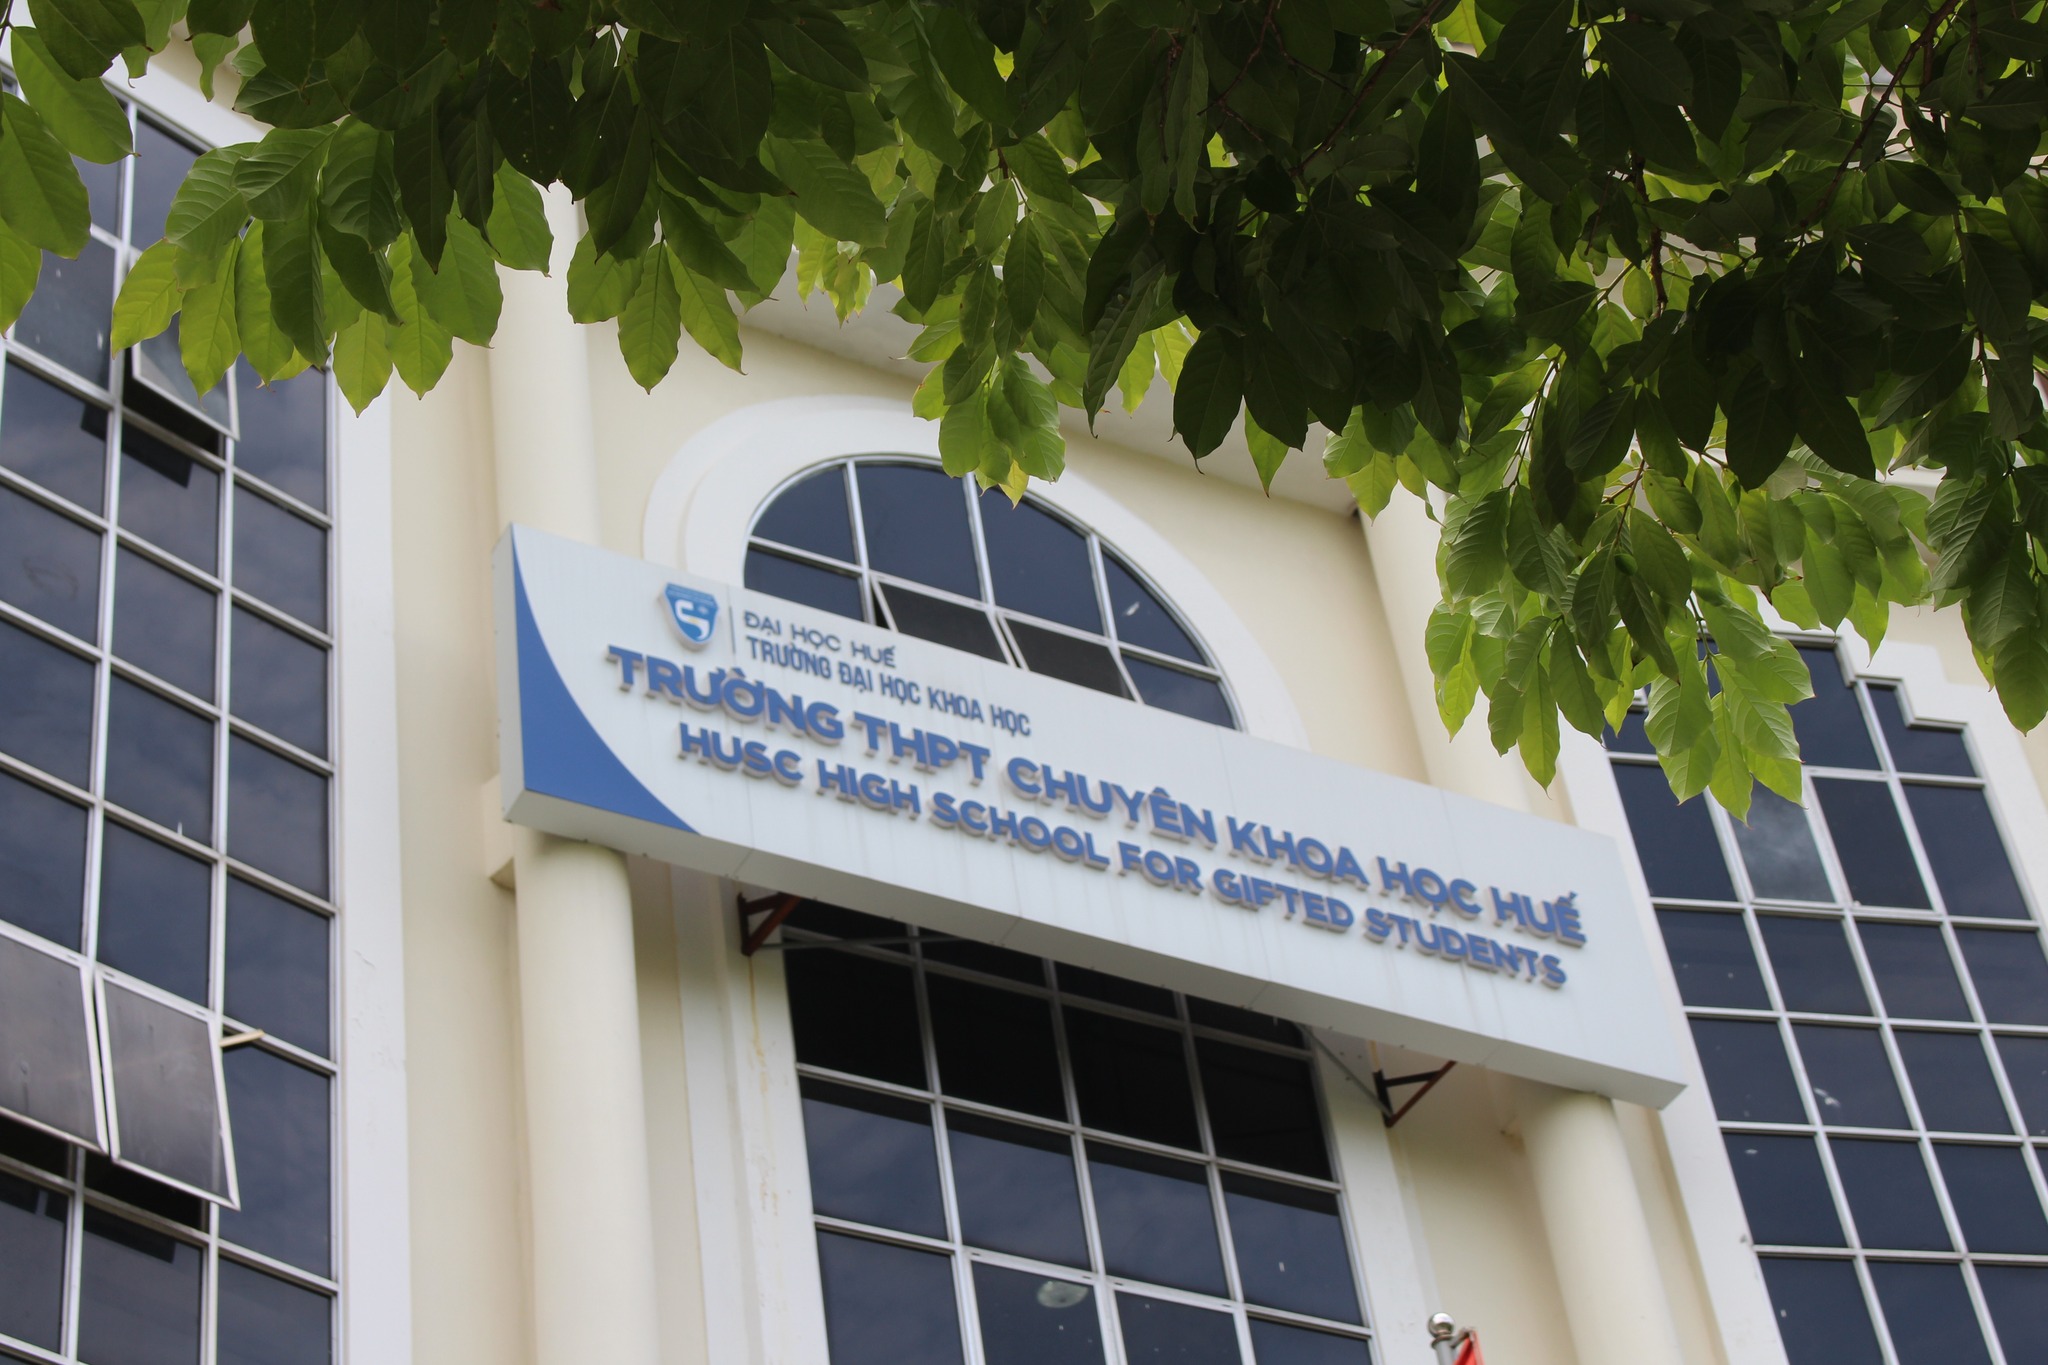 ĐẠI HỌC HUẾ
TRƯỜNG ĐẠI HỌC KHOA HỌC
TRƯỜNG THPT CHUYÊN KHOA HỌC HUẾ
HUSC HIGH SCHOOL FOR GIFTED STUDENTS